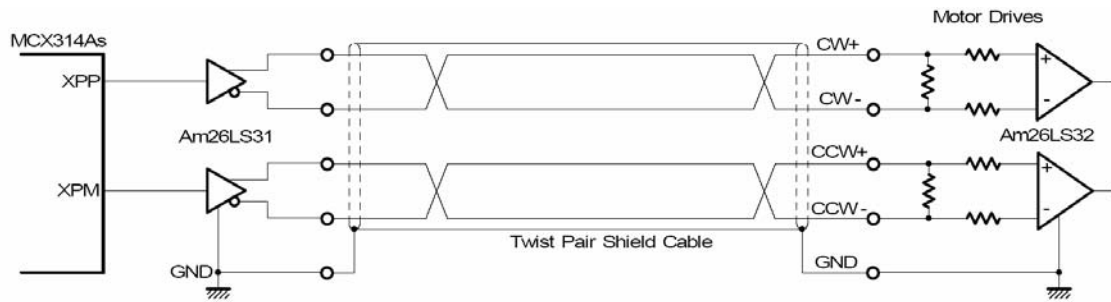 Motor Drives
MCX314As
XPP
CW+
+
-
CW-
Am26LS31
Am26LS32
CCW+
XPM
+
-
CCW-
Twist Pair Shield Cable
GND
GND